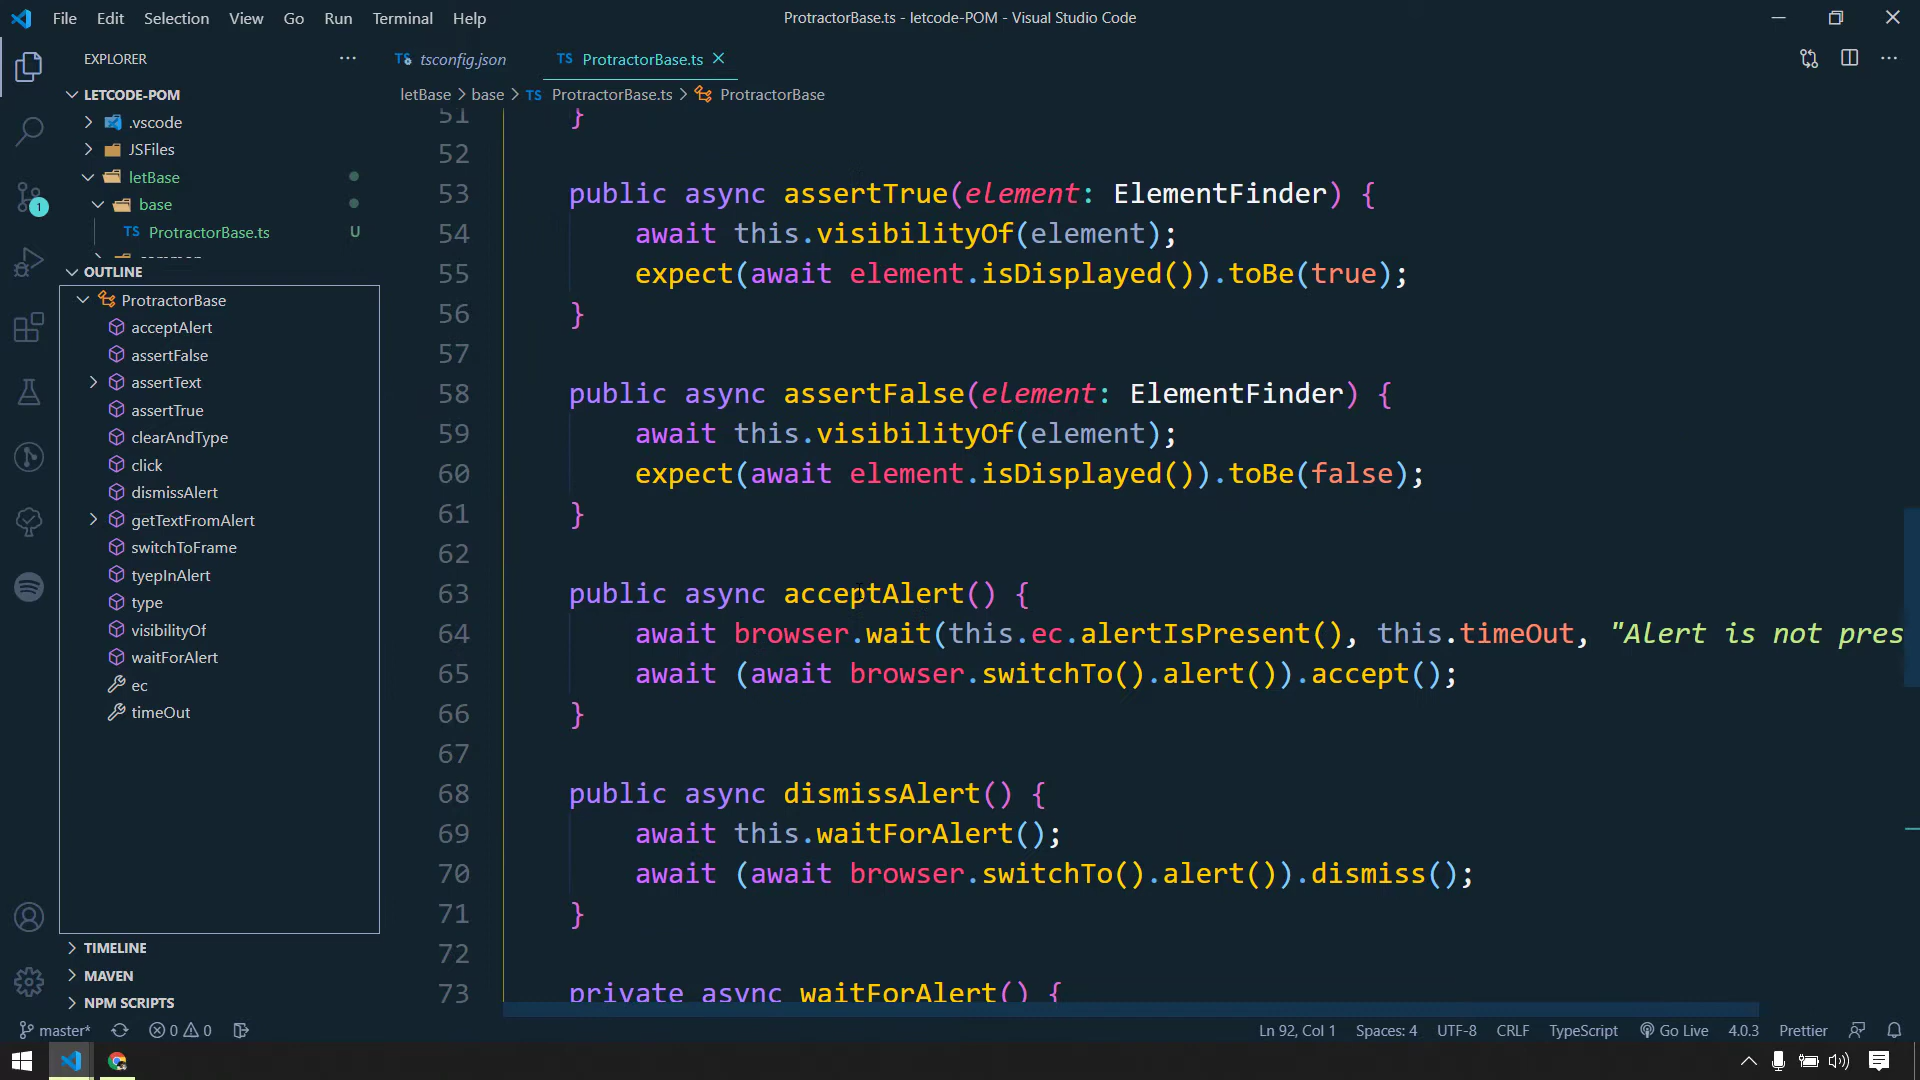 File Edit Selection View Go Run Terminal Help
ProtractorBase.ts - letcode-POM - Visual Studio Code
EXPLORER
TS tsconfig.json
TS ProtractorBase.ts
LETCODE-POM
letBase > base > TS ProtractorBase.ts > ProtractorBase
.vscode
JSFiles
letBase
base
TS ProtractorBase.ts U
1
OUTLINE
ProtractorBase
acceptAlert
assertFalse
assertText
assertTrue
clearAndType
click
dismissAlert
getTextFromAlert
switchToFrame
tyepInAlert
type
visibilityOf
waitForAlert
ec
timeOut
TIMELINE
MAVEN
NPM SCRIPTS
51 }
52
53 public async assertTrue(element: ElementFinder) {
54 await this.visibilityOf(element);
55 expect(await element.isDisplayed()).toBe(true);
56 }
57
58 public async assertFalse(element: ElementFinder) {
59 await this.visibilityOf(element);
60 expect(await element.isDisplayed()).toBe(false);
61 }
62
63 public async acceptAlert() {
64 await browser.wait(this.ec.alertIsPresent(), this.timeOut, "Alert is not pres
65 await (await browser.switchTo().alert()).accept();
66 }
67
68 public async dismissAlert() {
69 await this.waitForAlert();
70 await (await browser.switchTo().alert()).dismiss();
71 }
72
73 private async waitForAlert() {
master* 0 0 Ln 92, Col 1 Spaces: 4 UTF-8 CRLF TypeScript Go Live 4.0.3 Prettier